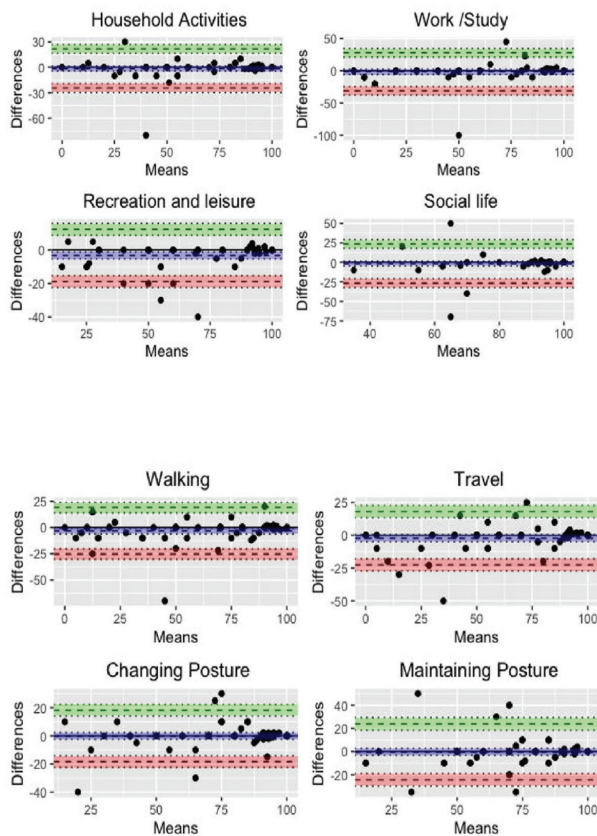 Household Activities
Differences
30
0
-30
-60
0 25 50 75 100
Means
Work /Study
Differences
50
0
-50
-100
0 25 50 75 100
Means
Recreation and leisure
Differences
0
-20
-40
25 50 75 100
Means
Social life
Differences
50
25
0
-25
-50
-75
40 60 80 100
Means
Walking
Differences
25
0
-25
-50
0 25 50 75 100
Means
Travel
Differences
25
0
-25
-50
0 25 50 75 100
Means
Changing Posture
Differences
20
0
-20
-40
25 50 75 100
Means
Maintaining Posture
Differences
40
20
0
-20
25 50 75 100
Means